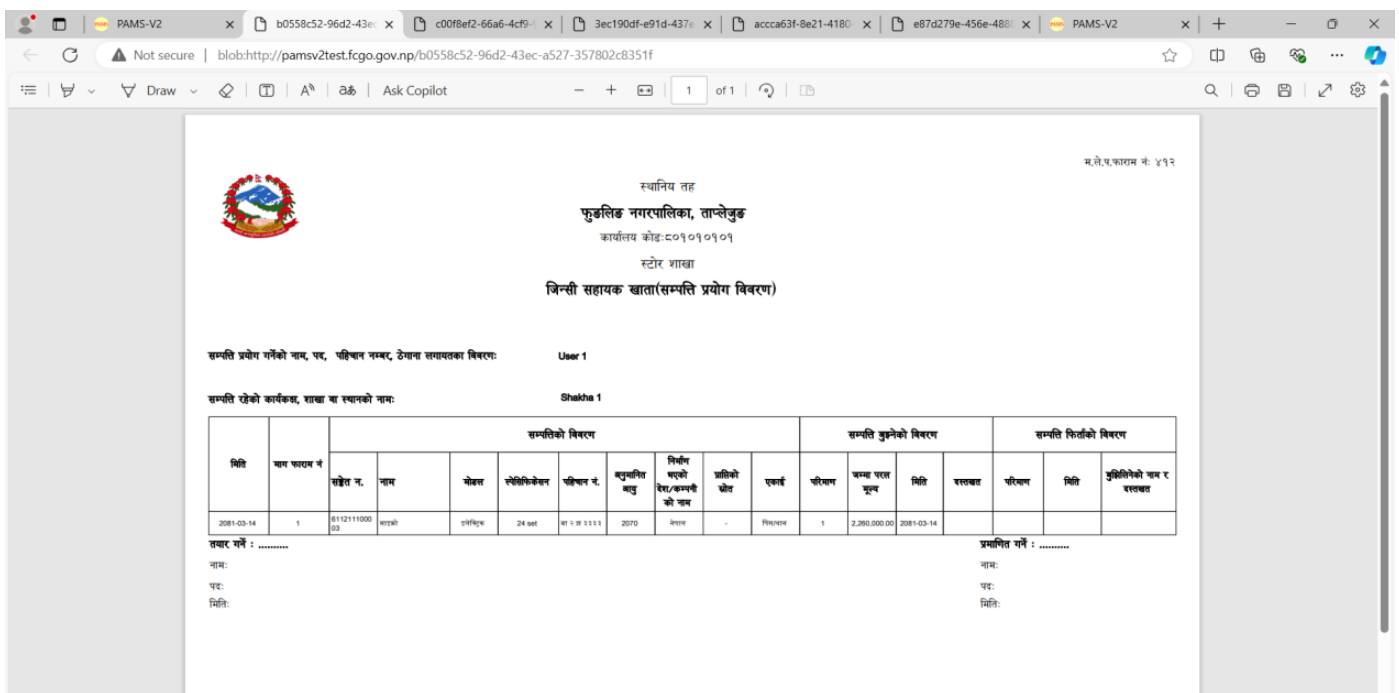 PAMS-V2
b0558c52-96d2-43ec
c00f8ef2-66a6-4cf9-
3ec190df-e91d-437e
accca63f-8e21-4180
e87d279e-456e-488
PAMS-V2
Not secure
blob:http://pamsv2test.fcgo.gov.np/b0558c52-96d2-43ec-a527-357802c8351f
Draw
Ask Copilot
1 of 1
म.ले.प.फाराम नं: ४१२
स्थानिय तह
फुङलिङ नगरपालिका, ताप्लेजुङ
कार्यालय कोड:८०१०१०१०१
स्टोर शाखा
जिन्सी सहायक खाता(सम्पत्ति प्रयोग विवरण)
सम्पत्ति प्रयोग गर्नेको नाम, पद, पहिचान नम्बर, ठेगाना लगायतका विवरण: User 1
सम्पत्ति रहेको कार्यकक्ष, शाखा वा स्थानको नाम: Shakha 1
मिति
माग फाराम नं
सम्पत्तिको विवरण
सम्पत्ति बुझ्नेको विवरण
सम्पत्ति फिर्ताको विवरण
सङ्केत न.
नाम
मोडल
स्पेसिफिकेसन
पहिचान नं.
अनुमानित आयु
निर्माण भएको देश/कम्पनी को नाम
प्राप्तिको स्रोत
एकाई
परिमाण
जम्मा परल मूल्य
मिति
दस्तखत
परिमाण
मिति
बुझिलिनेको नाम र दस्तखत
2081-03-14
1
6112111000 03
24 set
2070
नेपाल
-
1
2,260,000.00
2081-03-14
तयार गर्ने : ..........
प्रमाणित गर्ने : ..........
नाम:
नाम:
पद:
पद:
मिति:
मिति: